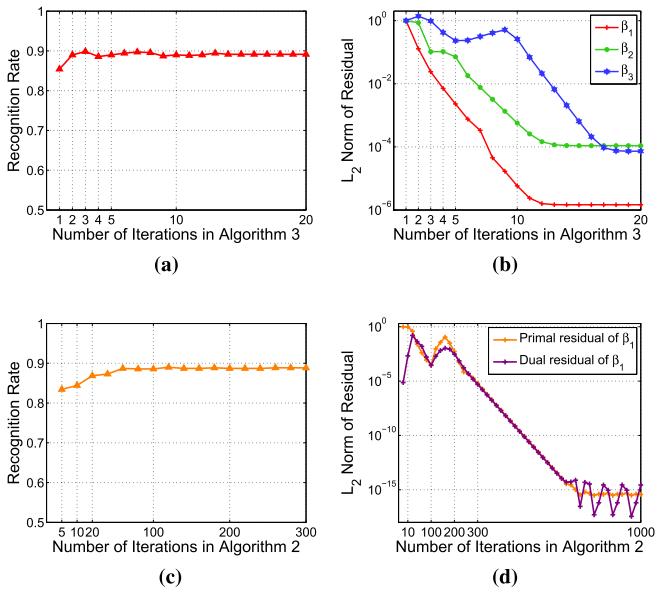 1
0.9
0.8
0.7
0.6
0.5
Recognition Rate
1 2 3 4 5 10 20
Number of Iterations in Algorithm 3
(a)
10^0
10^-2
10^-4
10^-6
L2 Norm of Residual
β1
β2
β3
1 2 3 4 5 10 20
Number of Iterations in Algorithm 3
(b)
1
0.9
0.8
0.7
0.6
0.5
Recognition Rate
5 10 20 100 200 300
Number of Iterations in Algorithm 2
(c)
10^0
10^-5
10^-10
10^-15
L2 Norm of Residual
Primal residual of β1
Dual residual of β1
10 100 200 300 1000
Number of Iterations in Algorithm 2
(d)